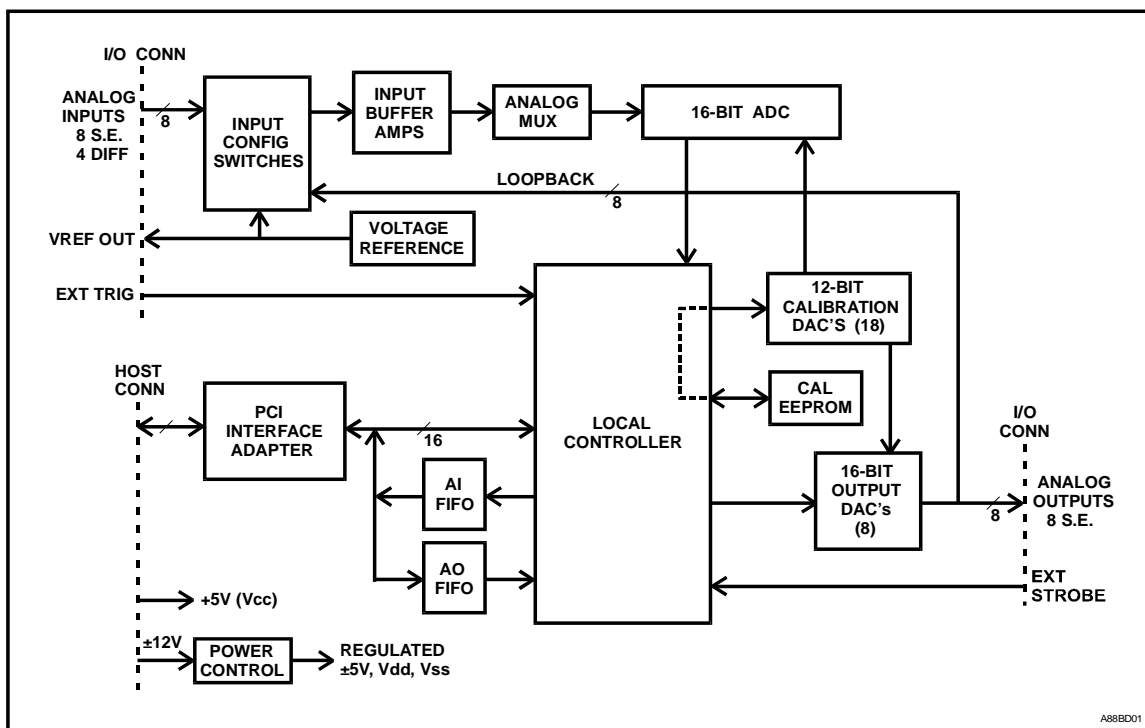 I/O CONN
ANALOG
INPUTS
8 S.E.
4 DIFF
8
INPUT
CONFIG
SWITCHES
INPUT
BUFFER
AMPS
ANALOG
MUX
16-BIT ADC
LOOPBACK
8
VREF OUT
VOLTAGE
REFERENCE
EXT TRIG
12-BIT
CALIBRATION
DAC'S (18)
HOST
CONN
PCI
INTERFACE
ADAPTER
16
LOCAL
CONTROLLER
CAL
EEPROM
I/O
CONN
AI
FIFO
16-BIT
OUTPUT
DAC's
(8)
8
ANALOG
OUTPUTS
8 S.E.
AO
FIFO
EXT
STROBE
+5V (Vcc)
±12V
POWER
CONTROL
REGULATED
±5V, Vdd, Vss
A88BD01